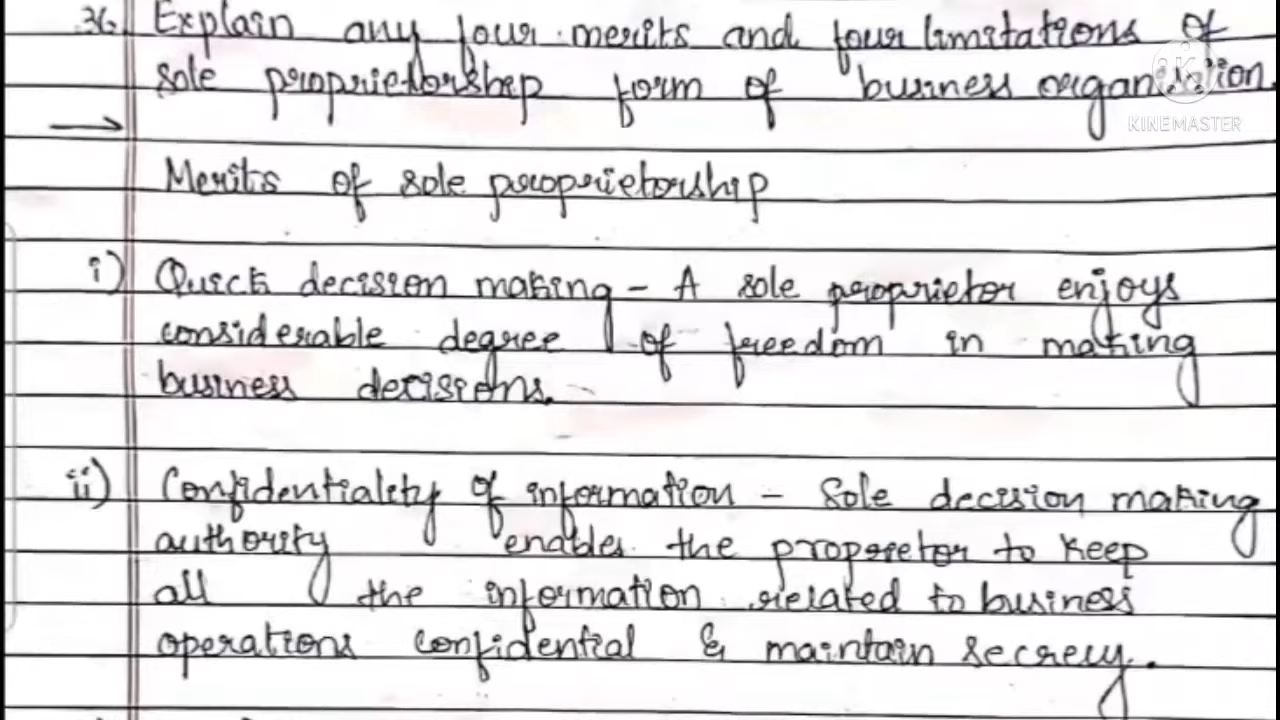 36. Explain any four merits and four limitations of
sole proprietorship form of business organisation.
KINEMASTER
→
Merits of sole proprietorship
i) Quick decision making - A sole proprietor enjoys
considerable degree of freedom in making
business decisions.
ii) Confidentiality of information - Sole decision making
authority enables the propreetor to keep
all the information related to business
operations confidential & maintain secrecy.